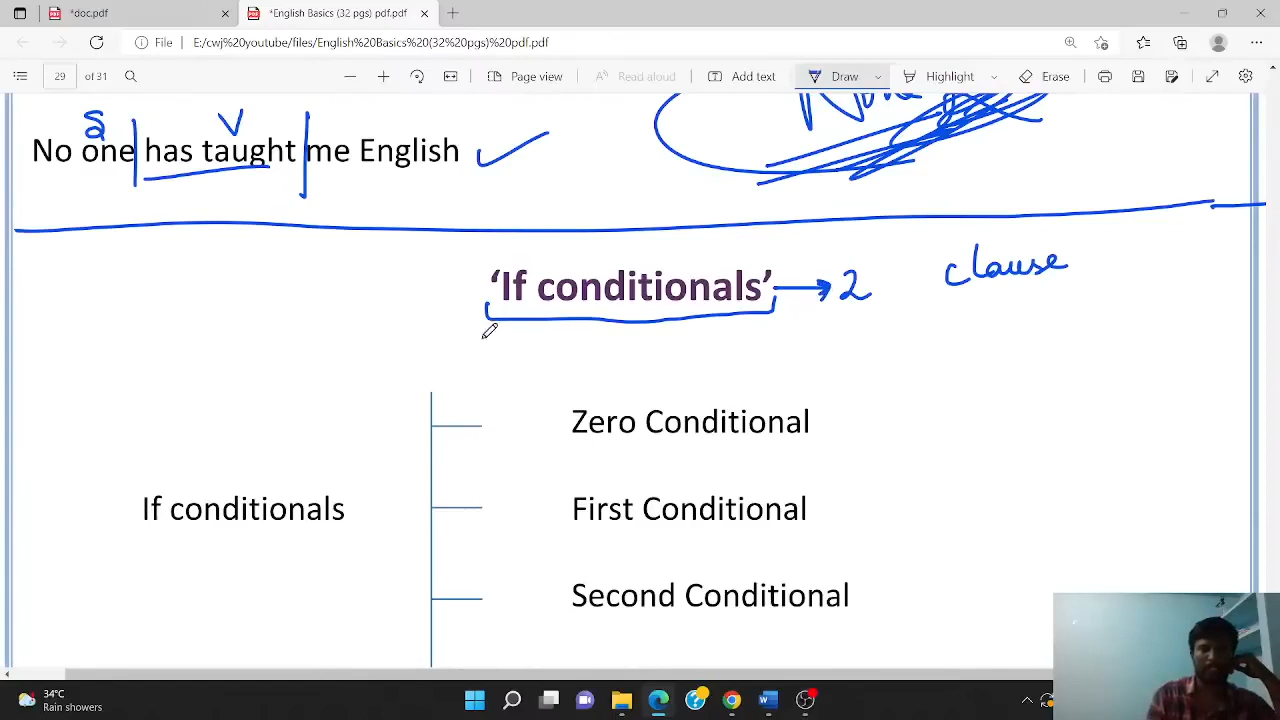 *doc.pdf
*English Basics (32 pgs) pdf.pdf
File E:/cwj%20youtube/files/English%20Basics%20(32%20pgs)%20pdf.pdf
29 of 31 Page view Read aloud Add text Draw Highlight Erase
S V
No one has taught me English
'If conditionals' → 2 clause
Zero Conditional
If conditionals First Conditional
Second Conditional
34°C
Rain showers